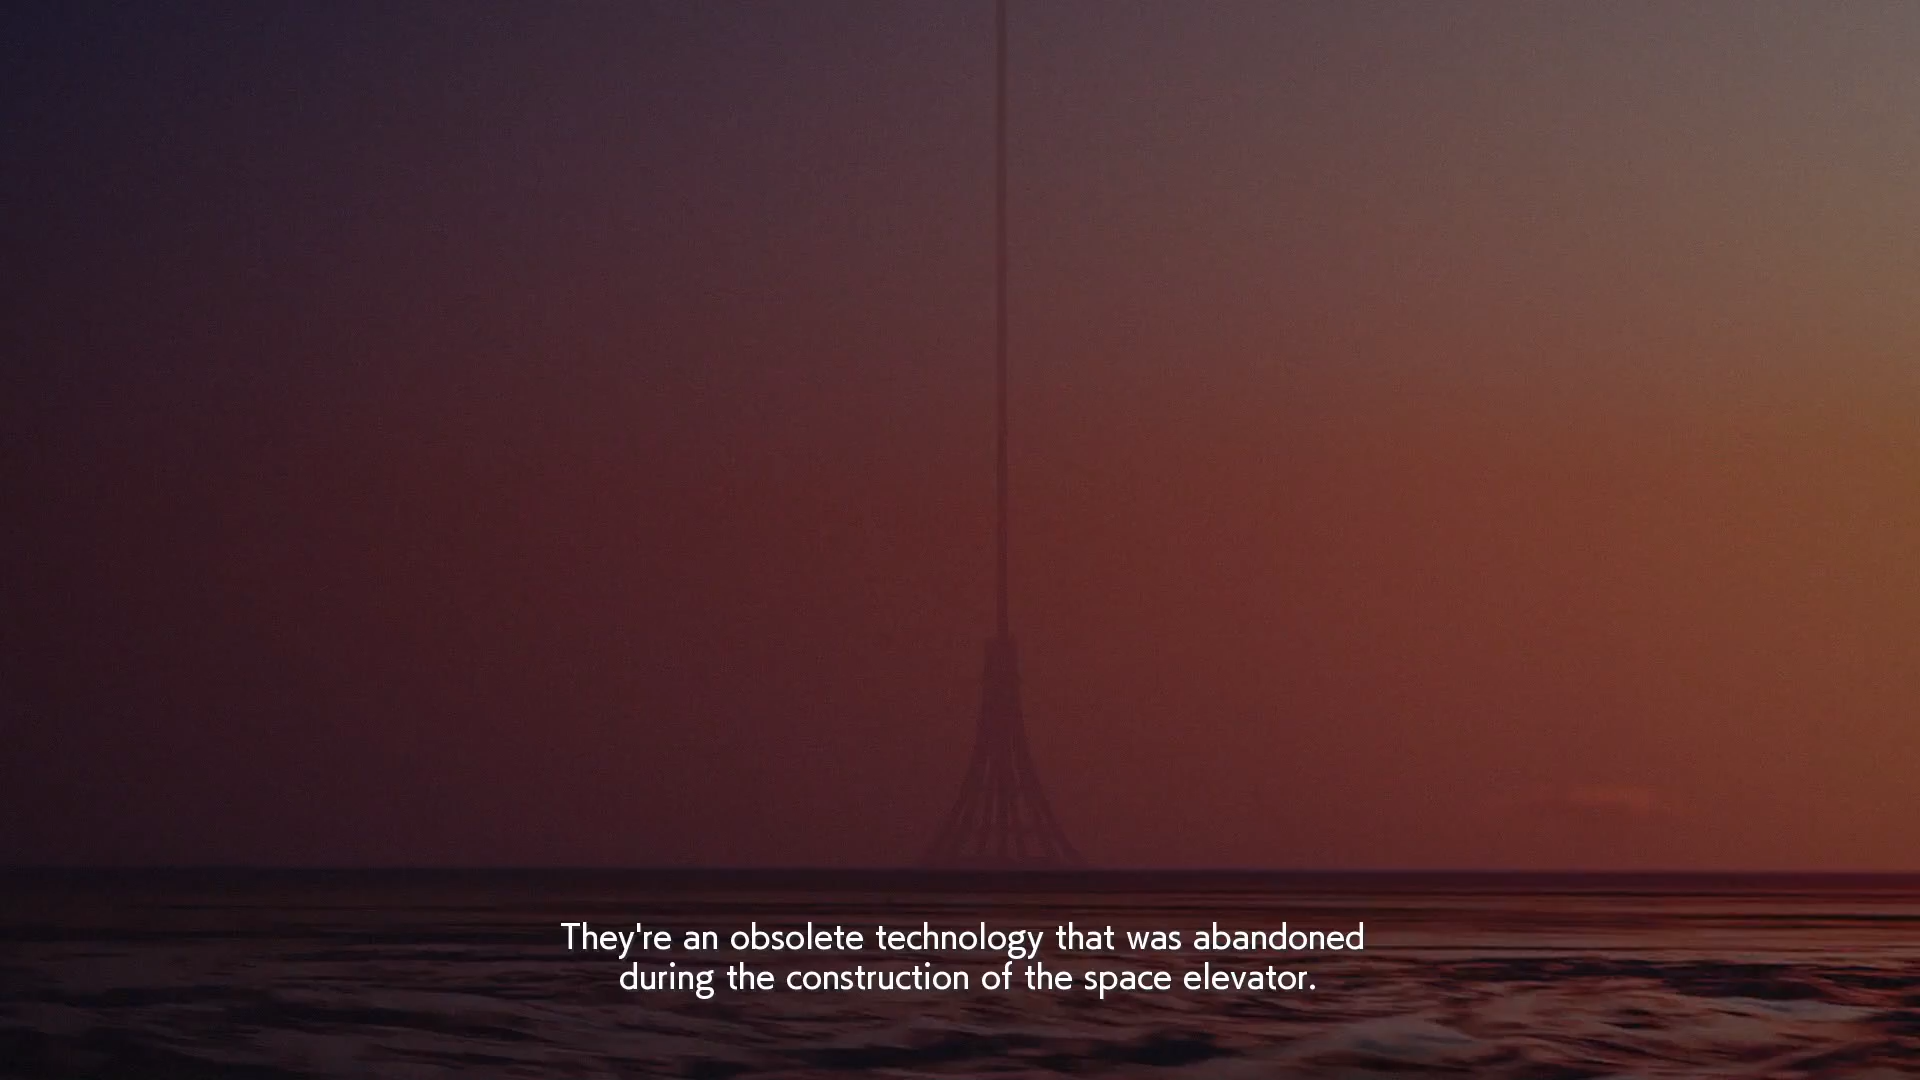 They're an obsolete technology that was abandoned
during the construction of the space elevator.